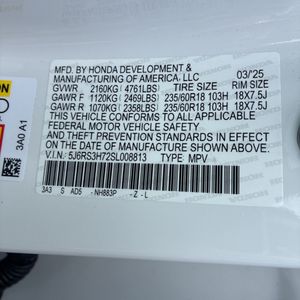 MFD. BY HONDA DEVELOPMENT &
MANUFACTURING OF AMERICA, LLC 03/25
GVWR 2160KG (4761LBS) TIRE SIZE RIM SIZE
GAWR F 1120KG (2469LBS) 235/60R18 103H 18X7.5J
GAWR R 1070KG (2358LBS) 235/60R18 103H 18X7.5J
THIS VEHICLE CONFORMS TO ALL APPLICABLE
FEDERAL MOTOR VEHICLE SAFETY, BUMPER,
AND THEFT PREVENTION STANDARDS IN EFFECT
ON THE DATE OF MANUFACTURE SHOWN ABOVE.
V.I.N.: 5J6RS3H72SL008813 TYPE: MPV
3A3 S AD5 -NH883P -Z-L
3A0 A1